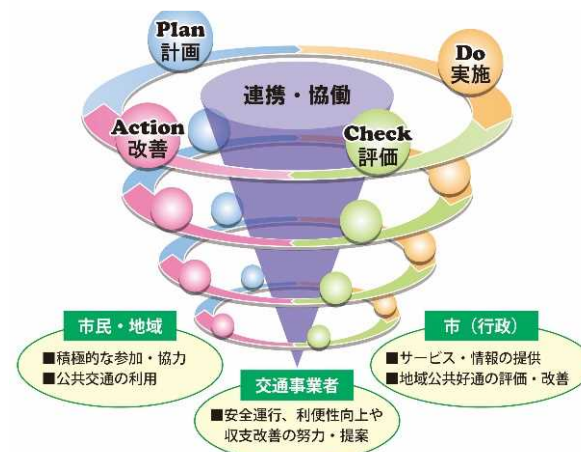 Plan
計画
Do
実施
連携・協働
Action
改善
Check
評価
市民・地域
■積極的な参加・協力
■公共交通の利用
市（行政）
■サービス・情報の提供
■地域公共好通の評価・改善
交通事業者
■安全運行、利便性向上や
収支改善の努力・提案